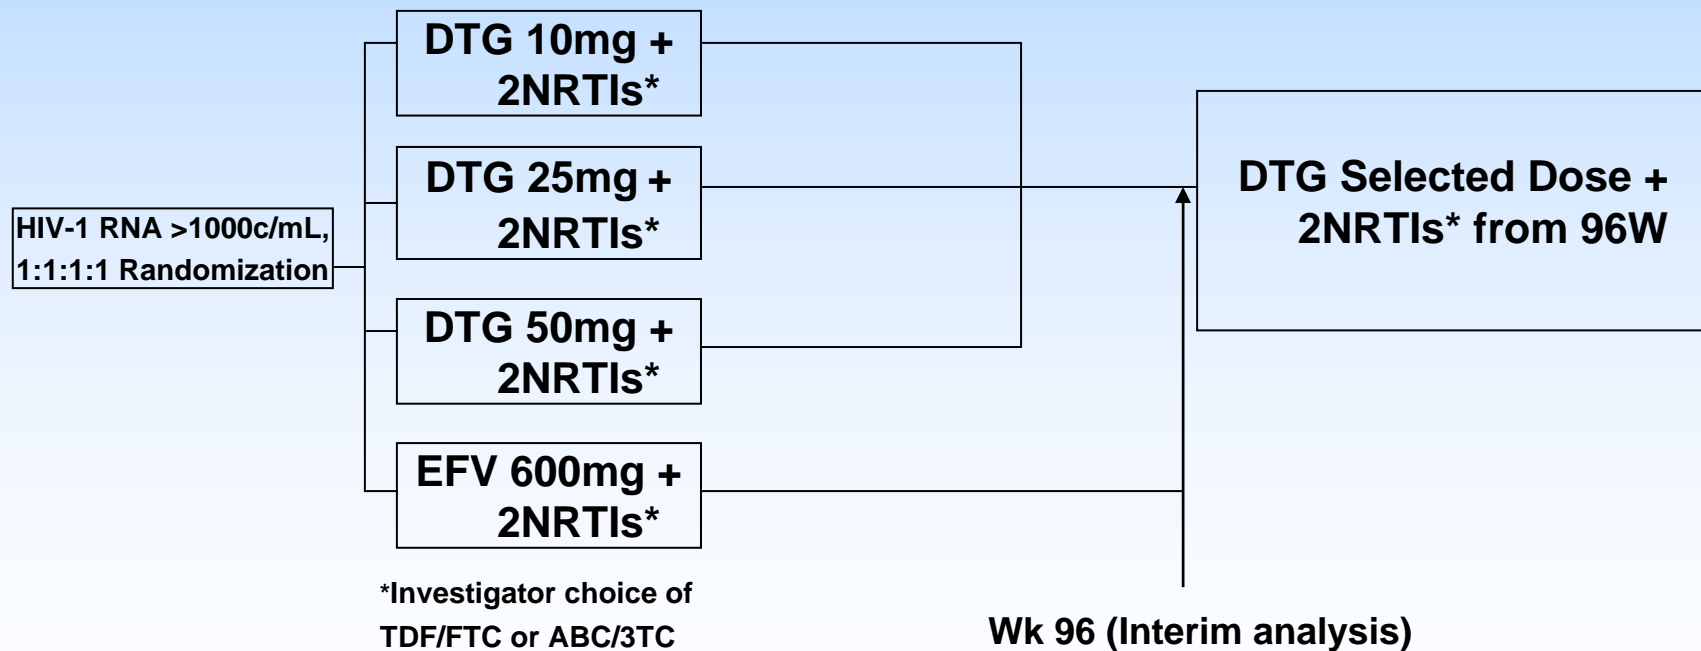 HIV-1 RNA >1000c/mL,
1:1:1:1 Randomization
DTG 10mg +
2NRTIs*
DTG 25mg +
2NRTIs*
DTG 50mg +
2NRTIs*
EFV 600mg +
2NRTIs*
*Investigator choice of
TDF/FTC or ABC/3TC
DTG Selected Dose +
2NRTIs* from 96W
Wk 96 (Interim analysis)